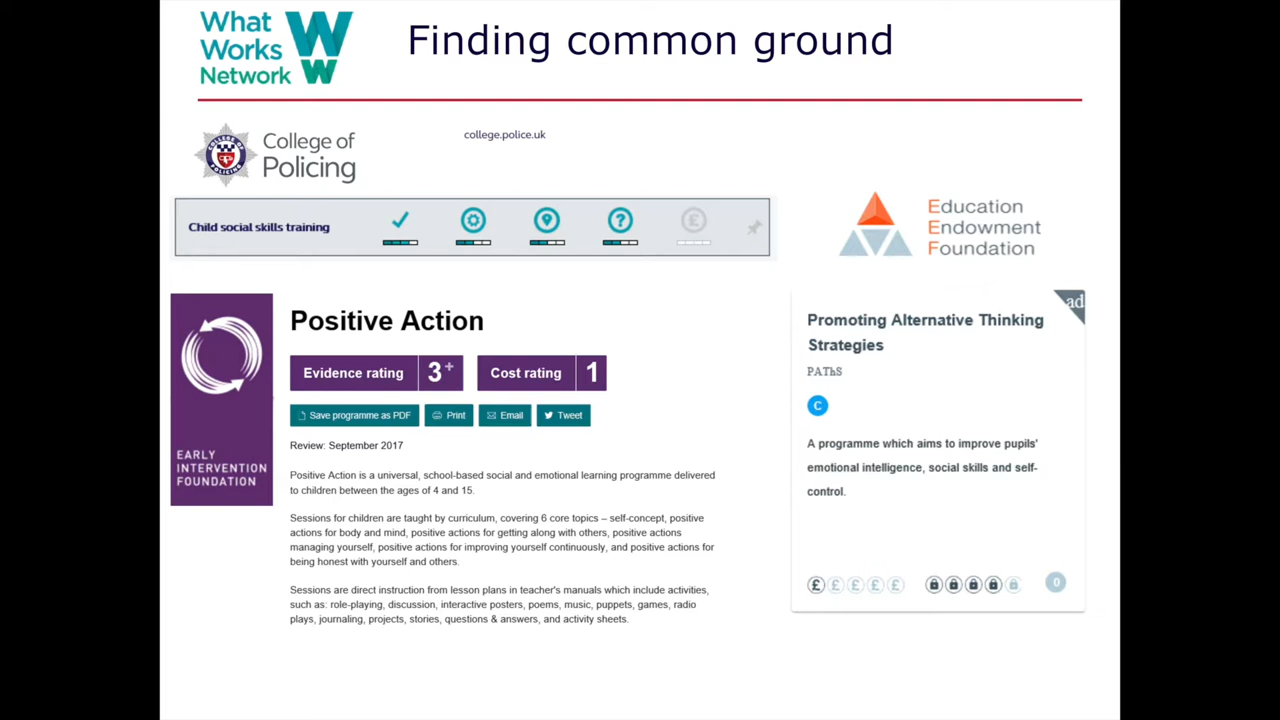 What
Works
Network
Finding common ground
College of
Policing
college.police.uk
Child social skills training
Education
Endowment
Foundation
EARLY
INTERVENTION
FOUNDATION
Positive Action
Evidence rating 3+
Cost rating 1
Save programme as PDF
Print
Email
Tweet
Review: September 2017
Positive Action is a universal, school-based social and emotional learning programme delivered
to children between the ages of 4 and 15.
Sessions for children are taught by curriculum, covering 6 core topics – self-concept, positive
actions for body and mind, positive actions for getting along with others, positive actions
managing yourself, positive actions for improving yourself continuously, and positive actions for
being honest with yourself and others.
Sessions are direct instruction from lesson plans in teacher's manuals which include activities,
such as: role-playing, discussion, interactive posters, poems, music, puppets, games, radio
plays, journaling, projects, stories, questions & answers, and activity sheets.
ad
Promoting Alternative Thinking
Strategies
PAThS
C
A programme which aims to improve pupils'
emotional intelligence, social skills and self-
control.
£ £ £ £ £
0